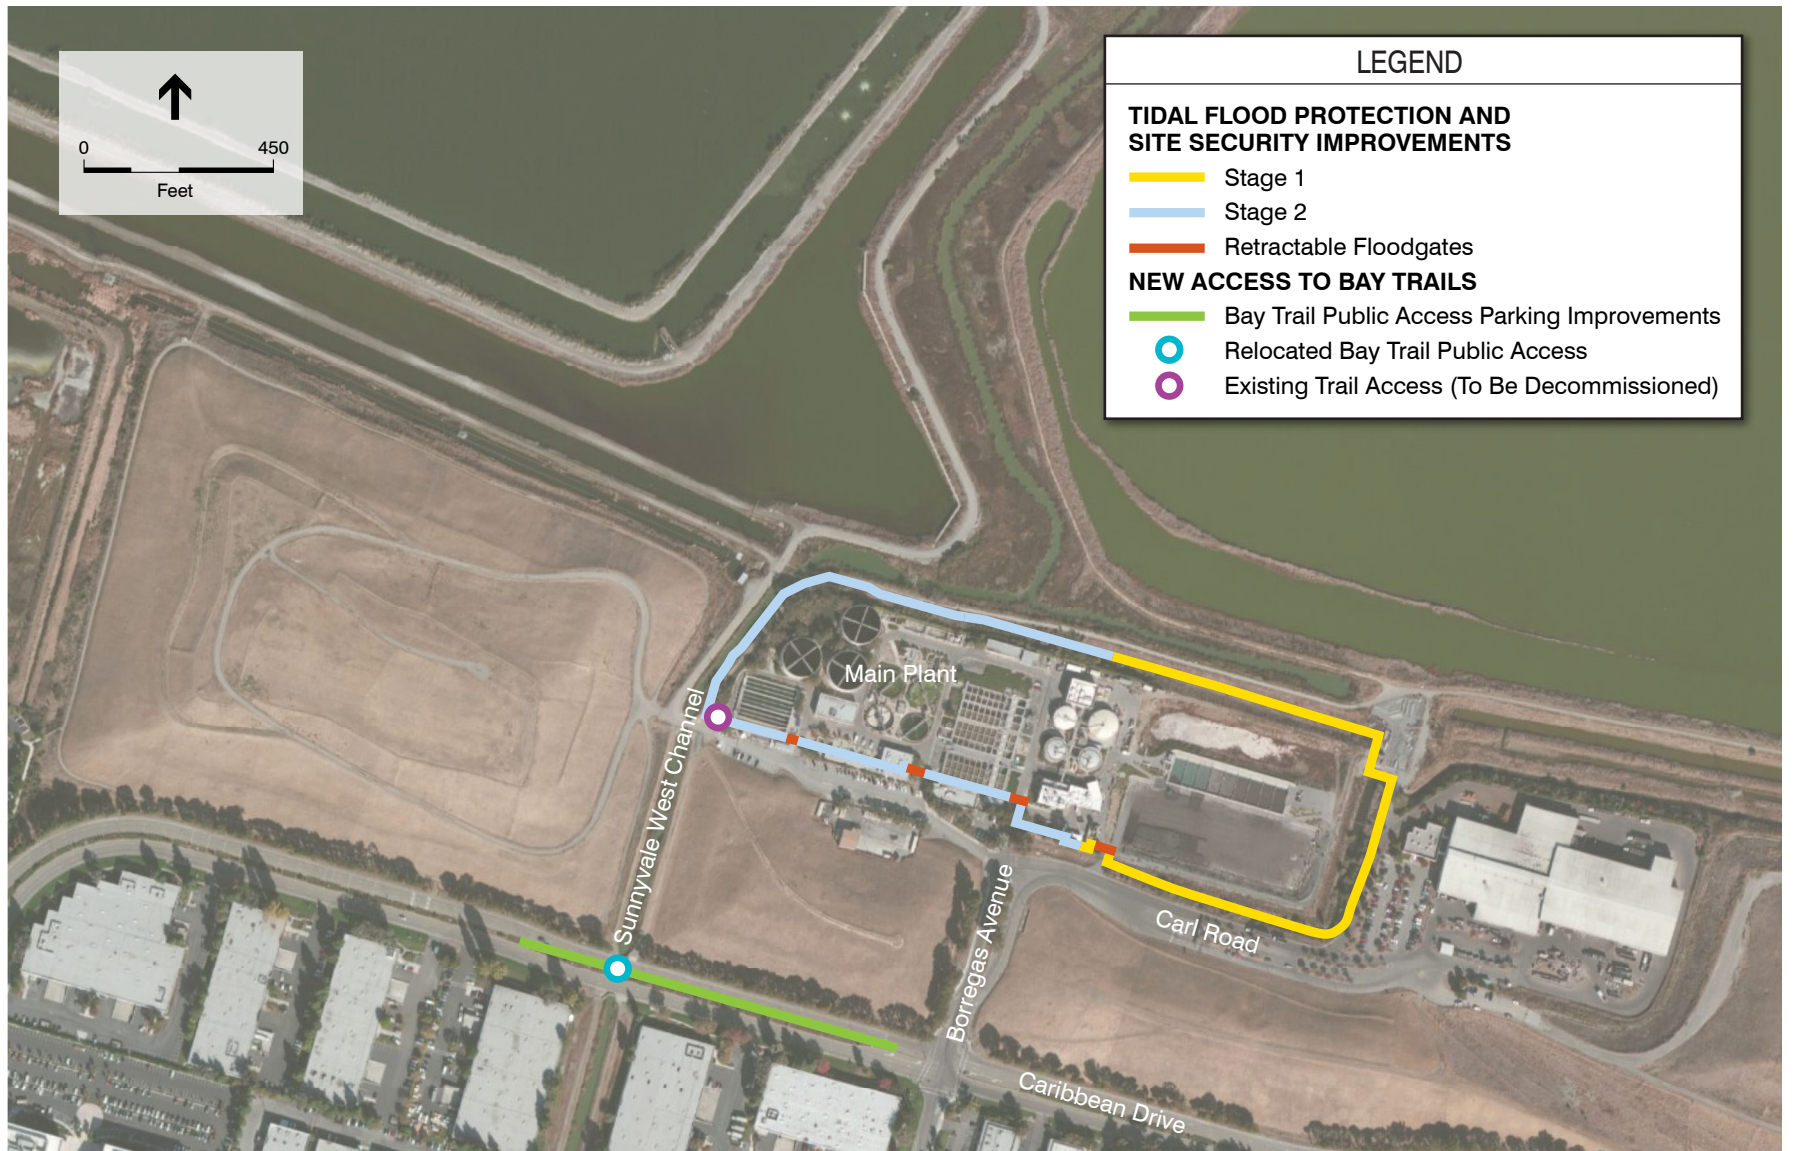 0 450
Feet
LEGEND
TIDAL FLOOD PROTECTION AND
SITE SECURITY IMPROVEMENTS
Stage 1
Stage 2
Retractable Floodgates
NEW ACCESS TO BAY TRAILS
Bay Trail Public Access Parking Improvements
Relocated Bay Trail Public Access
Existing Trail Access (To Be Decommissioned)
Main Plant
Sunnyvale West Channel
Borregas Avenue
Carl Road
Caribbean Drive